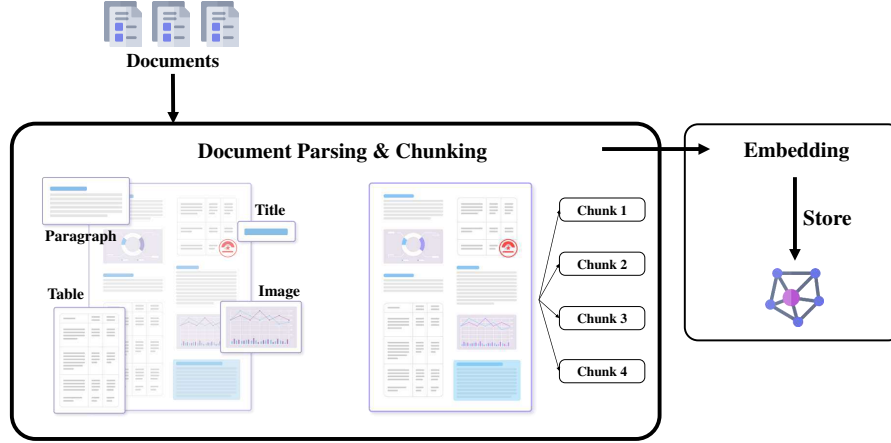 Documents
Document Parsing & Chunking
Embedding
Paragraph
Title
Table
Image
Chunk 1
Chunk 2
Chunk 3
Chunk 4
Store